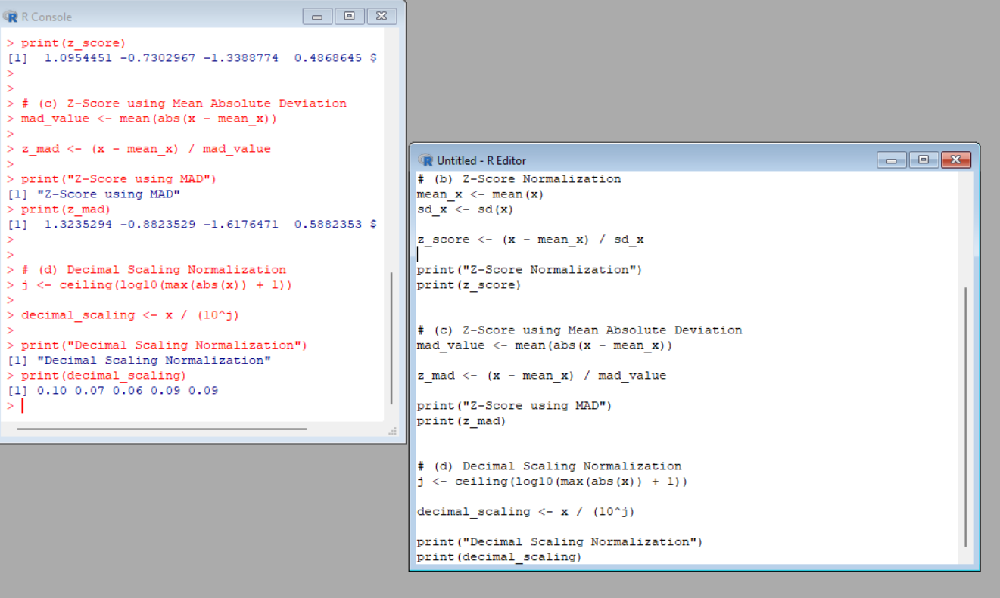 R Console
> print(z_score)
[1]  1.0954451 -0.7302967 -1.3388774  0.4868645 $
>
>
> # (c) Z-Score using Mean Absolute Deviation
> mad_value <- mean(abs(x - mean_x))
>
> z_mad <- (x - mean_x) / mad_value
>
> print("Z-Score using MAD")
[1] "Z-Score using MAD"
> print(z_mad)
[1]  1.3235294 -0.8823529 -1.6176471  0.5882353 $
>
>
> # (d) Decimal Scaling Normalization
> j <- ceiling(log10(max(abs(x)) + 1))
>
> decimal_scaling <- x / (10^j)
>
> print("Decimal Scaling Normalization")
[1] "Decimal Scaling Normalization"
> print(decimal_scaling)
[1] 0.10 0.07 0.06 0.09 0.09
>
Untitled - R Editor
# (b) Z-Score Normalization
mean_x <- mean(x)
sd_x <- sd(x)
z_score <- (x - mean_x) / sd_x
print("Z-Score Normalization")
print(z_score)
# (c) Z-Score using Mean Absolute Deviation
mad_value <- mean(abs(x - mean_x))
z_mad <- (x - mean_x) / mad_value
print("Z-Score using MAD")
print(z_mad)
# (d) Decimal Scaling Normalization
j <- ceiling(log10(max(abs(x)) + 1))
decimal_scaling <- x / (10^j)
print("Decimal Scaling Normalization")
print(decimal_scaling)